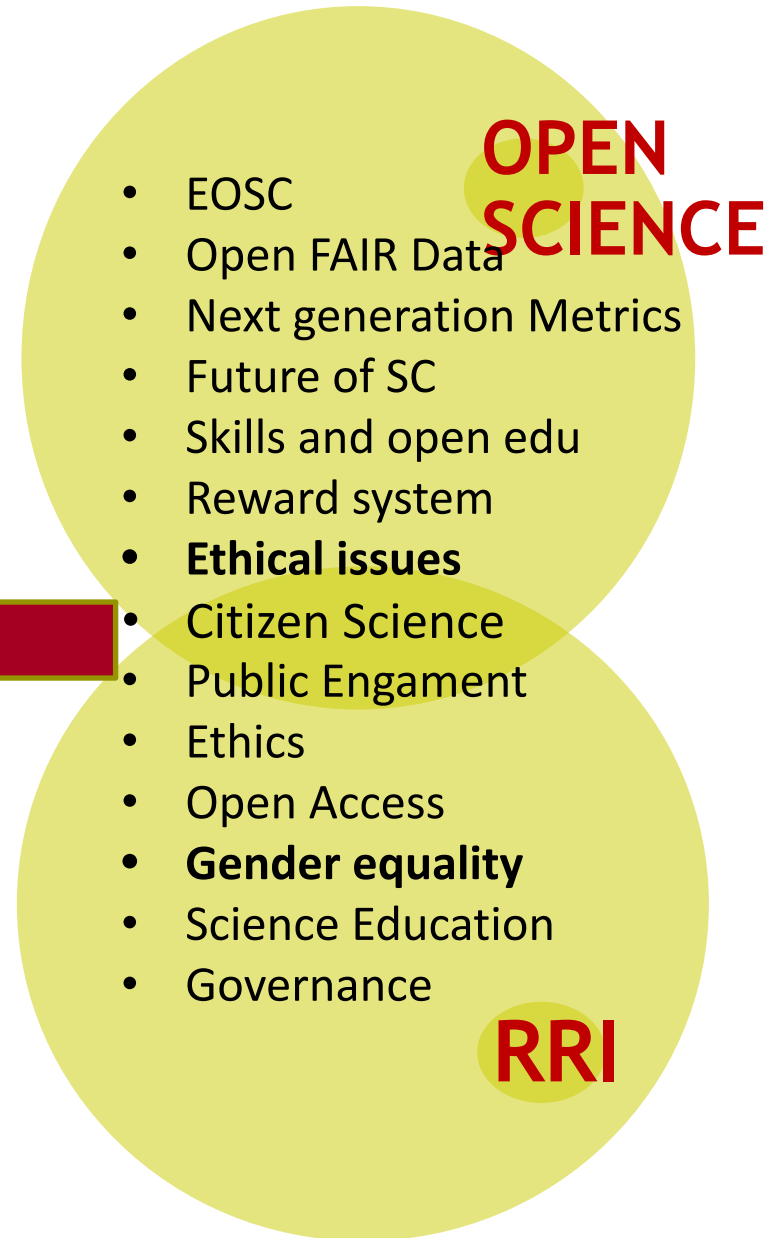 OPEN
SCIENCE
• EOSC
• Open FAIR Data
• Next generation Metrics
• Future of SC
• Skills and open edu
• Reward system
• Ethical issues
• Citizen Science
• Public Engament
• Ethics
• Open Access
• Gender equality
• Science Education
• Governance
RRI